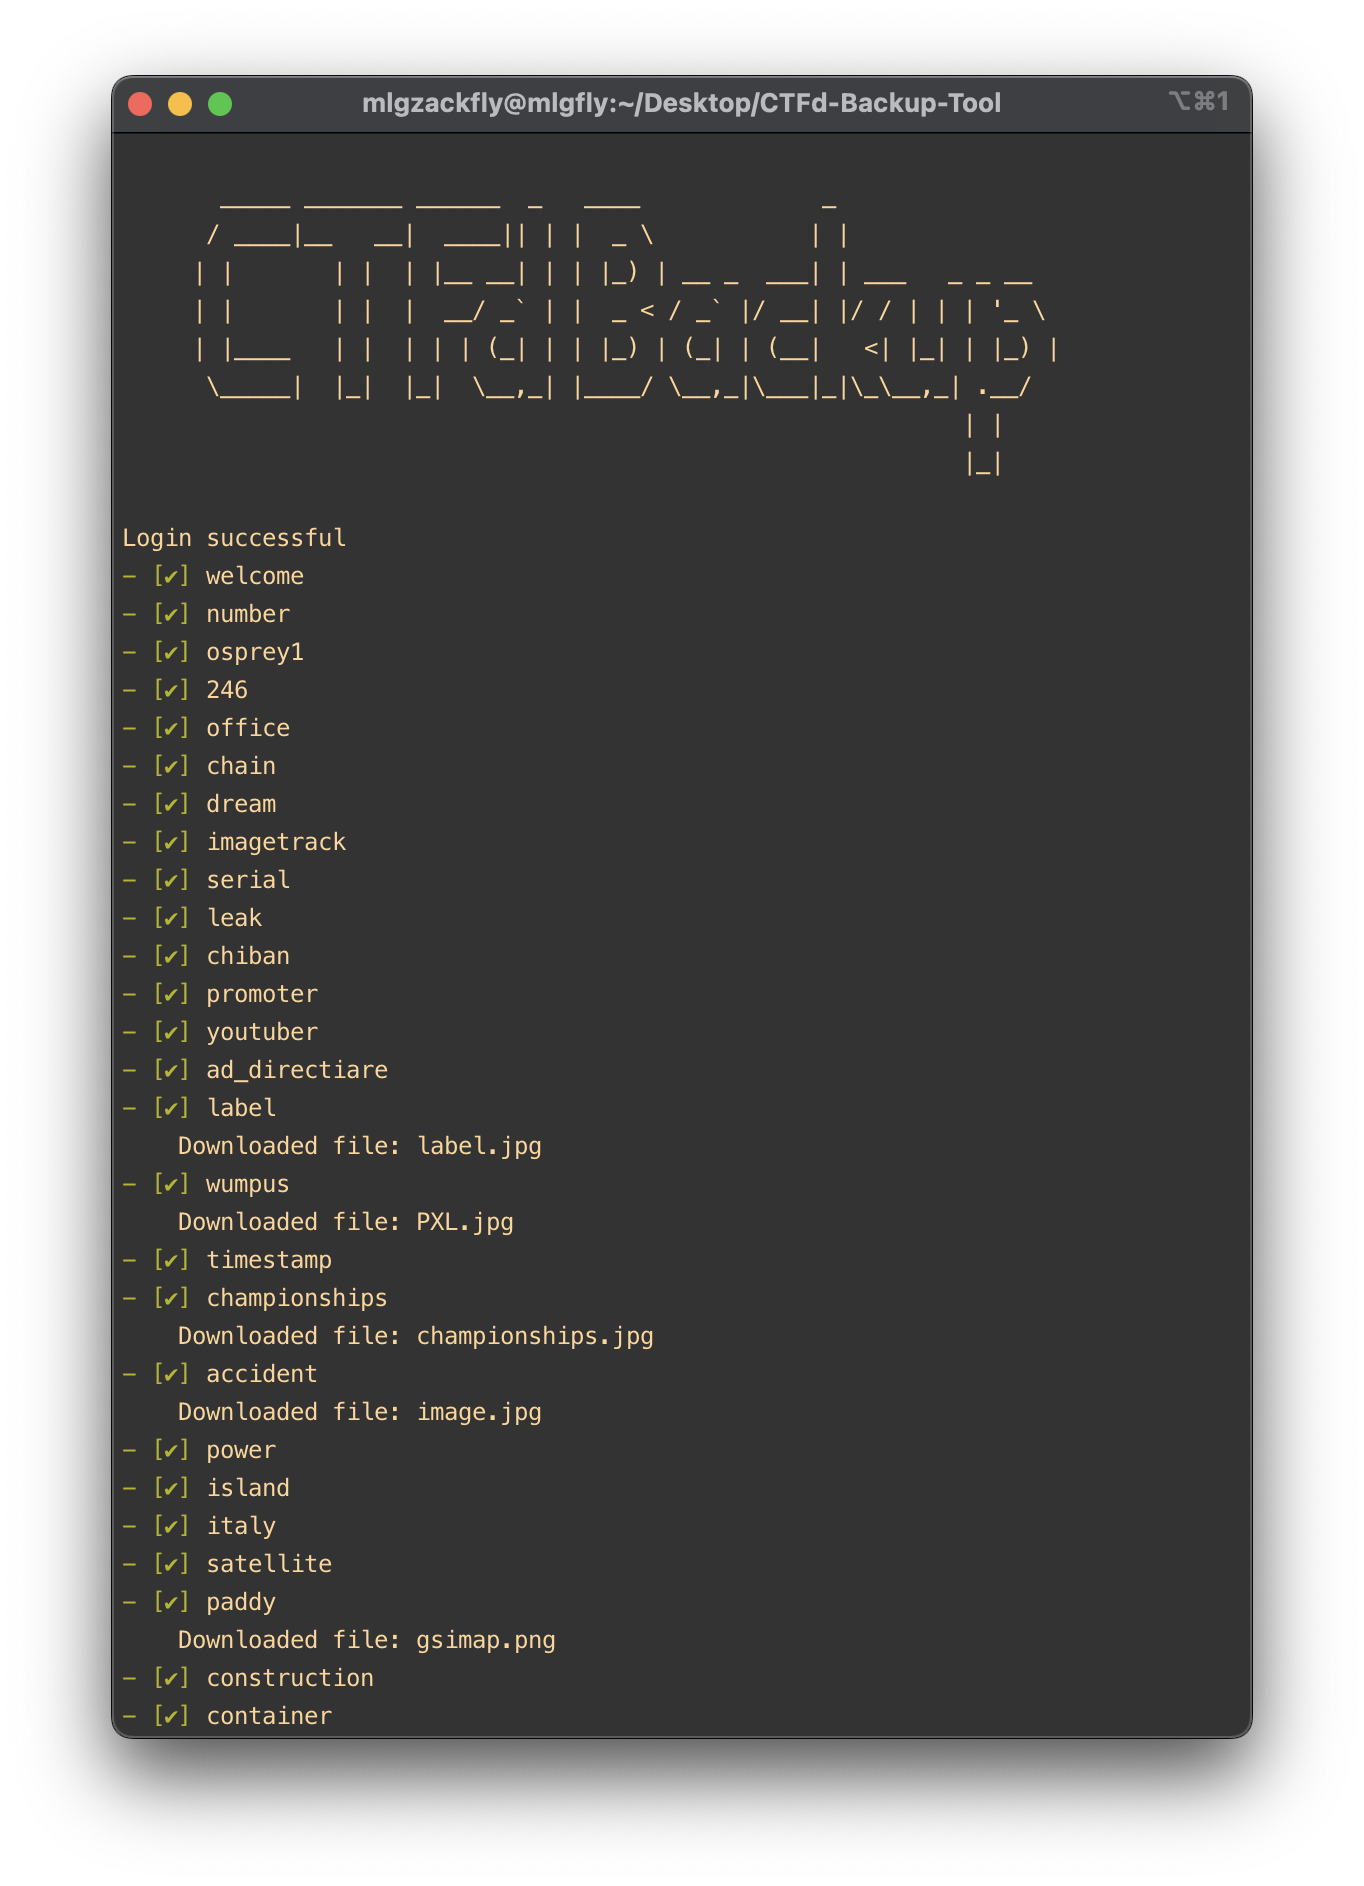 mlgzackfly@mlgfly:~/Desktop/CTFd-Backup-Tool ⌥⌘1
CTFdBackup
Login successful
- [✔] welcome
- [✔] number
- [✔] osprey1
- [✔] 246
- [✔] office
- [✔] chain
- [✔] dream
- [✔] imagetrack
- [✔] serial
- [✔] leak
- [✔] chiban
- [✔] promoter
- [✔] youtuber
- [✔] ad_directiare
- [✔] label
Downloaded file: label.jpg
- [✔] wumpus
Downloaded file: PXL.jpg
- [✔] timestamp
- [✔] championships
Downloaded file: championships.jpg
- [✔] accident
Downloaded file: image.jpg
- [✔] power
- [✔] island
- [✔] italy
- [✔] satellite
- [✔] paddy
Downloaded file: gsimap.png
- [✔] construction
- [✔] container